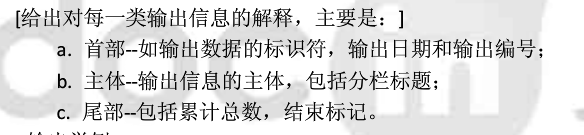 [给出对每一类输出信息的解释，主要是：]
a. 首部--如输出数据的标识符，输出日期和输出编号；
b. 主体--输出信息的主体，包括分栏标题；
c. 尾部--包括累计总数，结束标记。